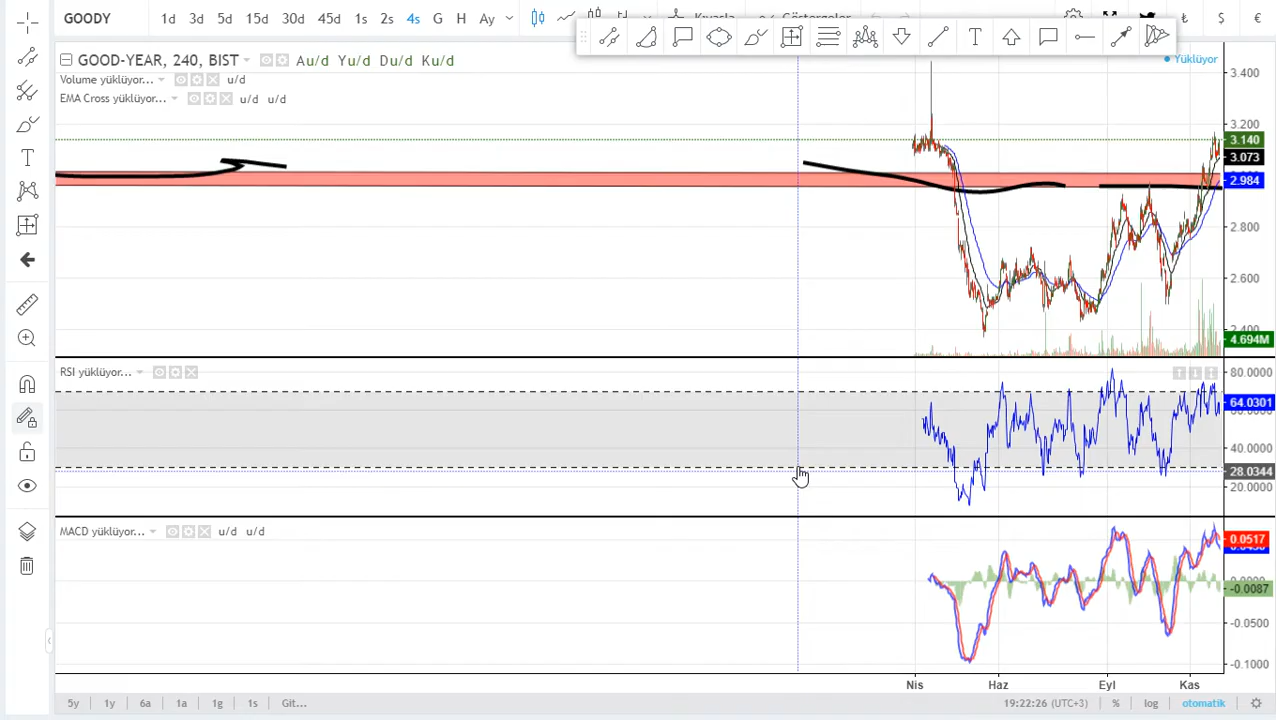 GOODY 1d 3d 5d 15d 30d 45d 1s 2s 4s G H Ay Kıyasla Göstergeler ₺ $ €
GOOD-YEAR, 240, BIST Au/d Yu/d Du/d Ku/d
Yüklüyor
Volume yüklüyor... u/d
EMA Cross yüklüyor... u/d u/d
3.400
3.200
3.140
3.073
2.984
2.800
2.600
2.400
4.694M
RSI yüklüyor...
80.0000
64.0301
60.0000
40.0000
28.0344
20.0000
MACD yüklüyor... u/d u/d
0.0517
-0.0087
-0.0500
-0.1000
Nis Haz Eyl Kas
5y 1y 6a 1a 1g 1s Git... 19:22:26 (UTC+3) % log otomatik